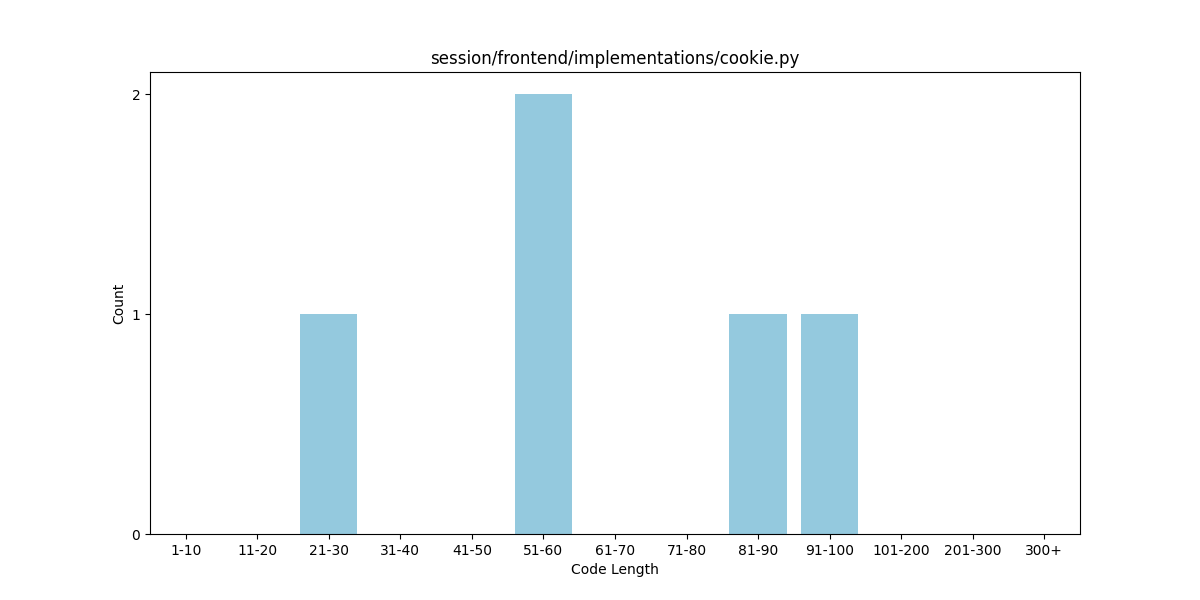 session/frontend/implementations/cookie.py
2
1
0
Count
1-10 11-20 21-30 31-40 41-50 51-60 61-70 71-80 81-90 91-100 101-200 201-300 300+
Code Length